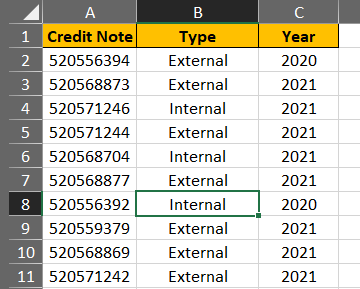 A B C
1 Credit Note Type Year
2 520556394 External 2020
3 520568873 External 2021
4 520571246 Internal 2021
5 520571244 External 2021
6 520568704 Internal 2021
7 520568877 External 2021
8 520556392 Internal 2020
9 520559379 External 2021
10 520568869 External 2021
11 520571242 External 2021